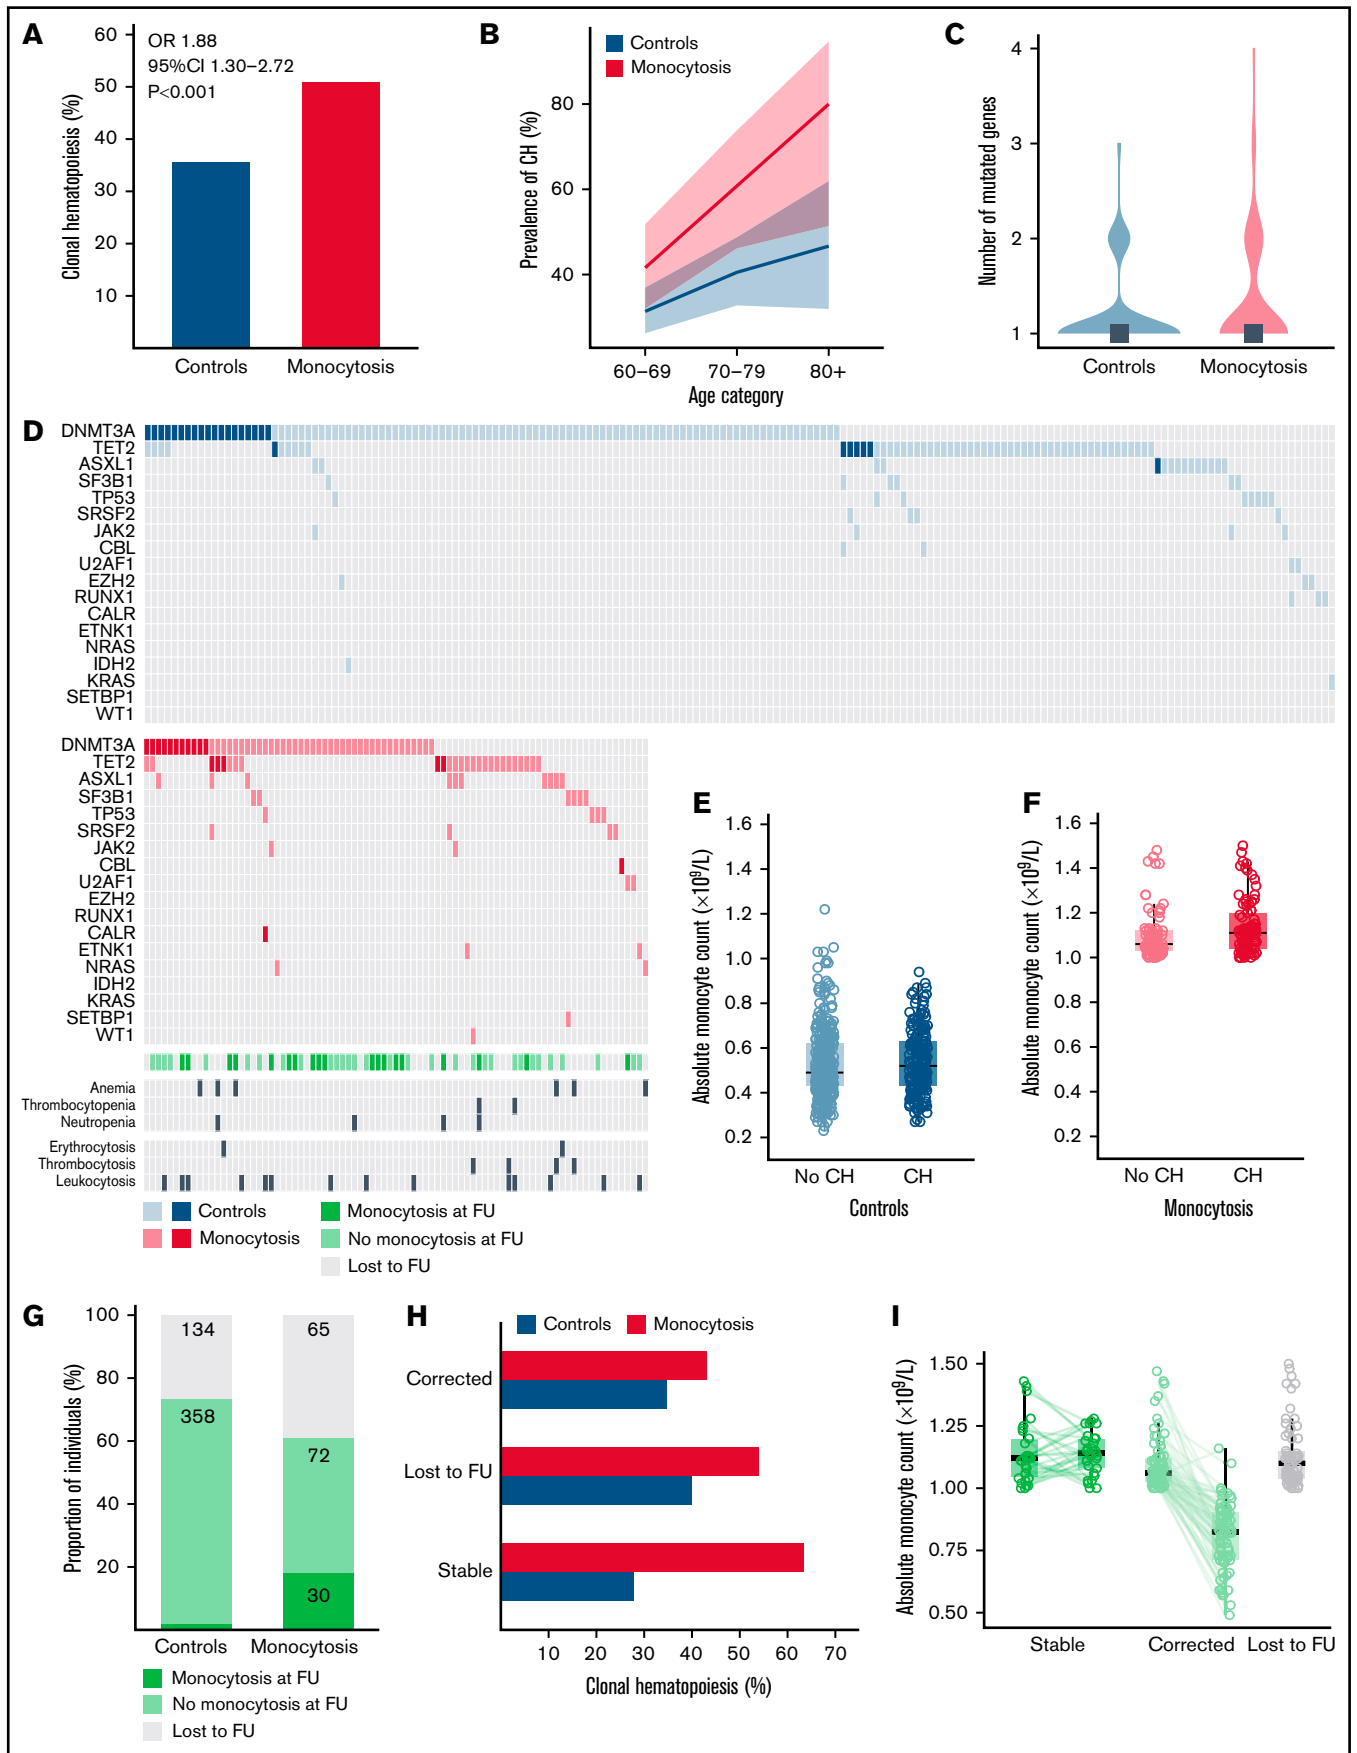 A
60
50
40
30
20
10
Clonal hematopoiesis (%)
OR 1.88
95%CI 1.30–2.72
P<0.001
Controls
Monocytosis
B
Controls
Monocytosis
80
60
40
Prevalence of CH (%)
60–69
70–79
80+
Age category
C
4
3
2
1
Number of mutated genes
Controls
Monocytosis
D
DNMT3A
TET2
ASXL1
SF3B1
TP53
SRSF2
JAK2
CBL
U2AF1
EZH2
RUNX1
CALR
ETNK1
NRAS
IDH2
KRAS
SETBP1
WT1
DNMT3A
TET2
ASXL1
SF3B1
TP53
SRSF2
JAK2
CBL
U2AF1
EZH2
RUNX1
CALR
ETNK1
NRAS
IDH2
KRAS
SETBP1
WT1
Anemia
Thrombocytopenia
Neutropenia
Erythrocytosis
Thrombocytosis
Leukocytosis
Controls
Monocytosis
Monocytosis at FU
No monocytosis at FU
Lost to FU
E
1.6
1.4
1.2
1.0
0.8
0.6
0.4
0.2
Absolute monocyte count (×10⁹/L)
No CH
CH
Controls
F
1.6
1.4
1.2
1.0
0.8
0.6
0.4
0.2
Absolute monocyte count (×10⁹/L)
No CH
CH
Monocytosis
G
100
80
60
40
20
Proportion of individuals (%)
134
358
65
72
30
Controls
Monocytosis
Monocytosis at FU
No monocytosis at FU
Lost to FU
H
Controls
Monocytosis
Corrected
Lost to FU
Stable
10
20
30
40
50
60
70
Clonal hematopoiesis (%)
I
1.50
1.25
1.00
0.75
0.50
Absolute monocyte count (×10⁹/L)
Stable
Corrected
Lost to FU